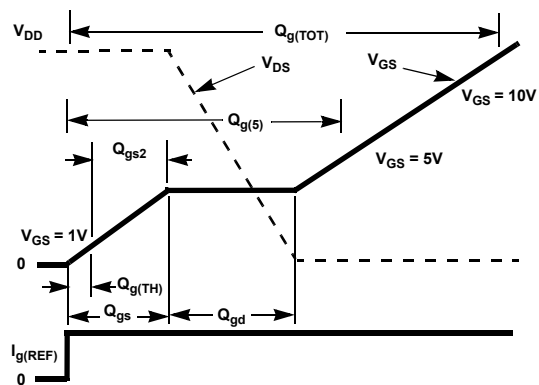 V_DD
Q_g(TOT)
V_DS
V_GS
V_GS = 10V
Q_g(5)
Q_gs2
V_GS = 5V
V_GS = 1V
0
Q_g(TH)
Q_gs
Q_gd
I_g(REF)
0